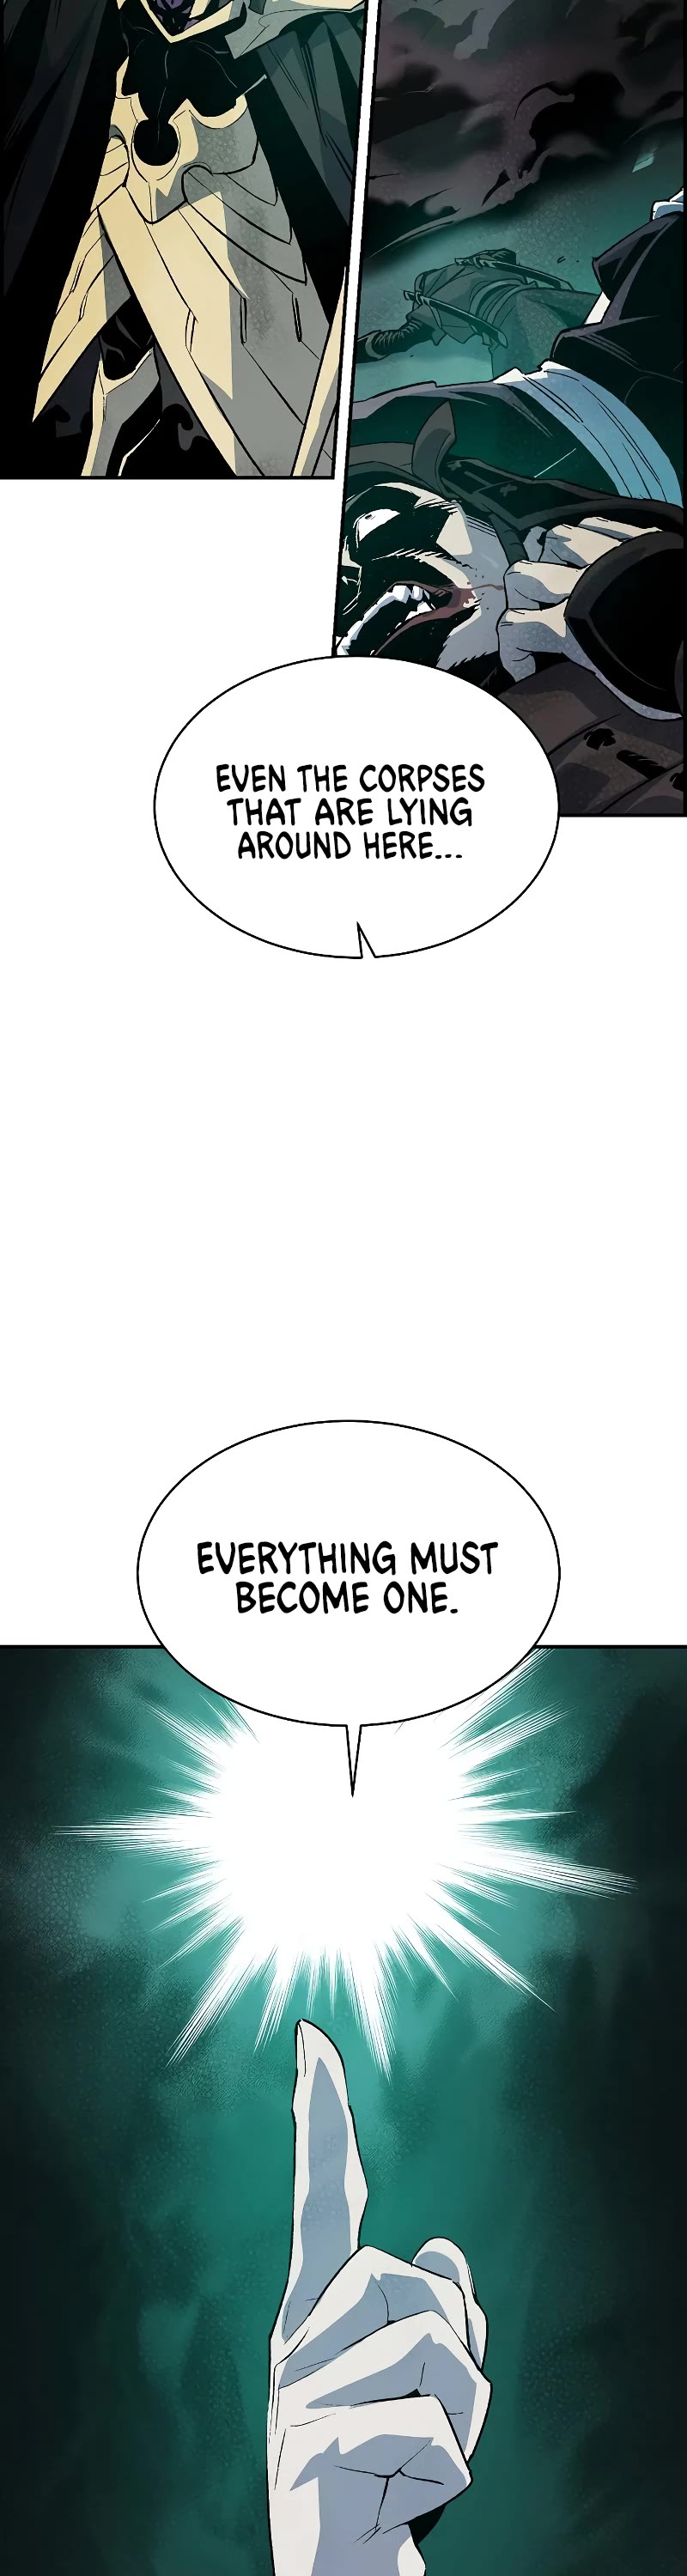 EVEN THE CORPSES
THAT ARE LYING
AROUND HERE...
EVERYTHING MUST
BECOME ONE.